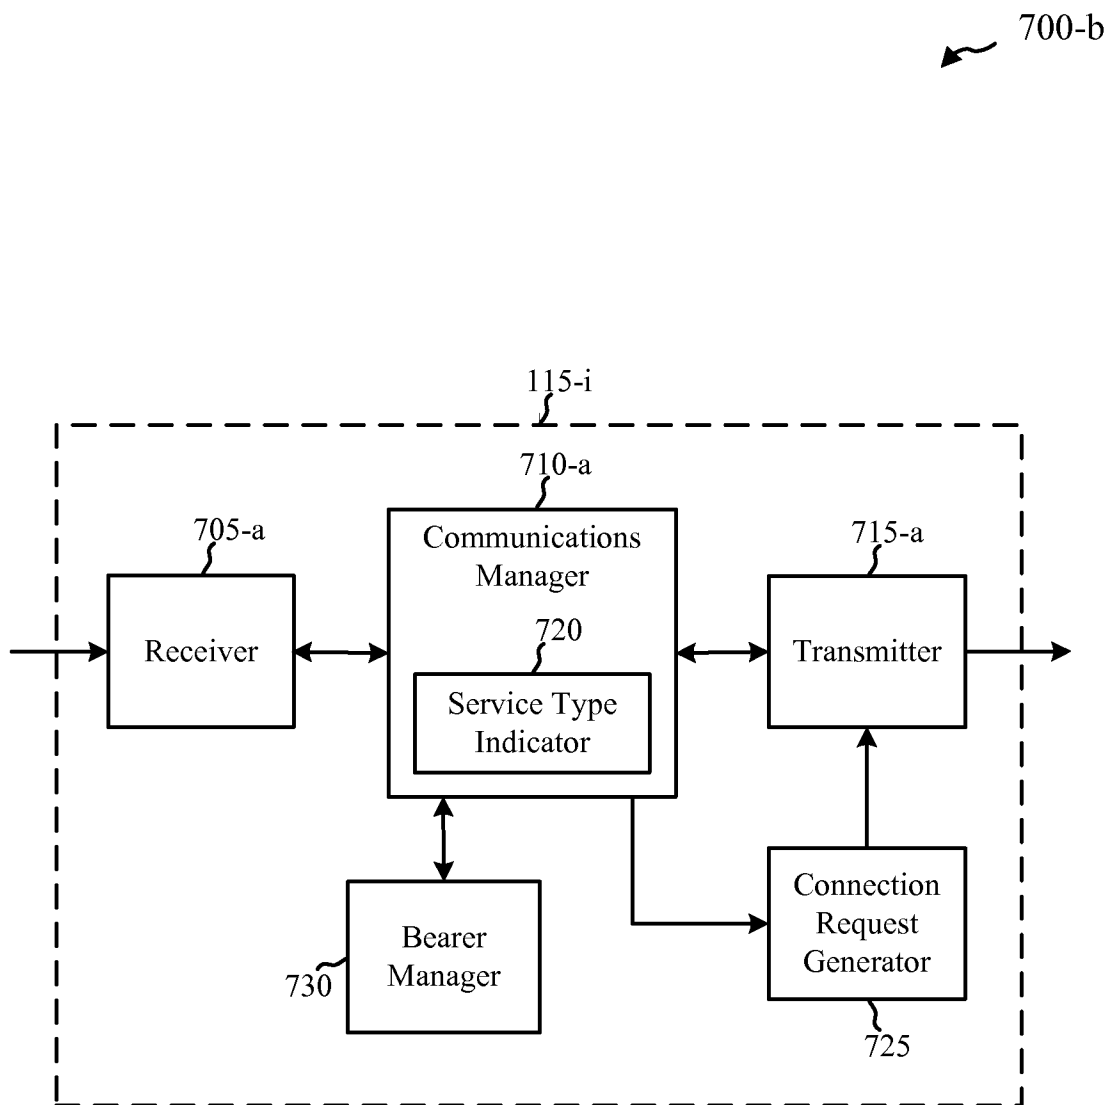 700-b
115-i
710-a
705-a
715-a
Communications
Manager
720
Receiver
Transmitter
Service Type
Indicator
Connection
Request
Generator
Bearer
Manager
730
725